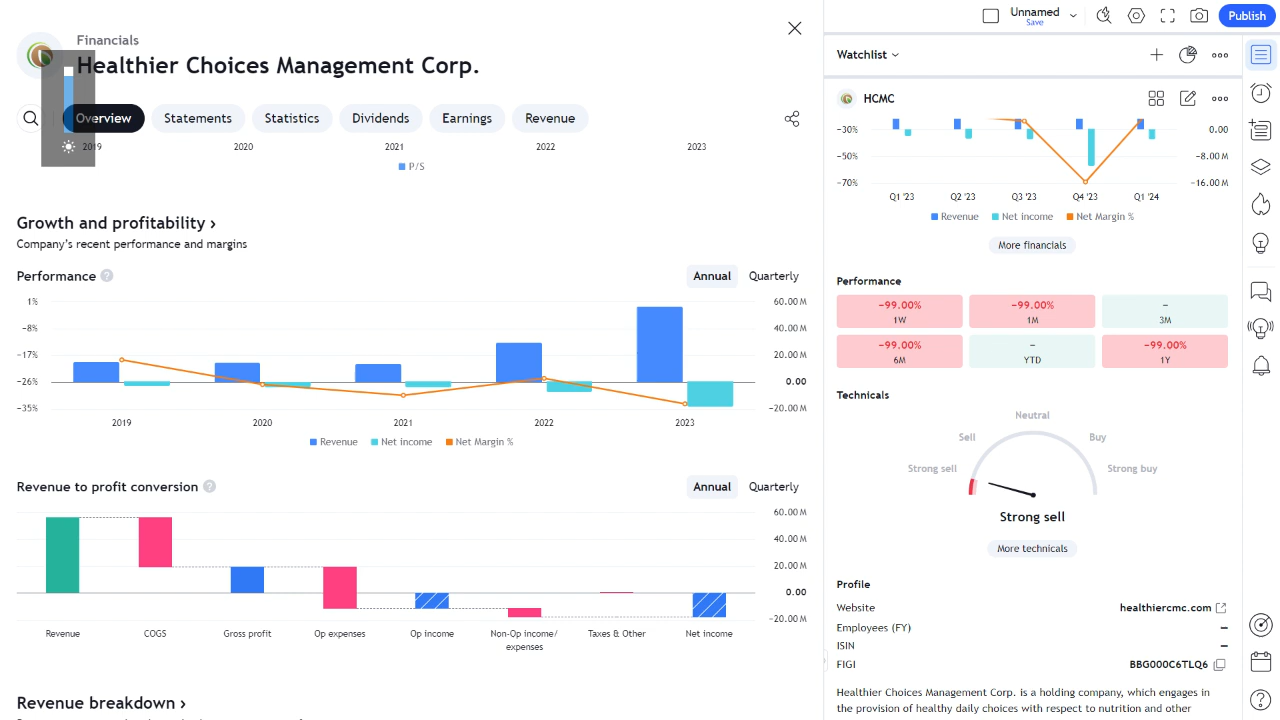 Financials
Healthier Choices Management Corp.
Overview
Statements
Statistics
Dividends
Earnings
Revenue
2019
2020
2021
2022
2023
P/S
Growth and profitability ›
Company's recent performance and margins
Performance ?
Annual
Quarterly
1%
−8%
−17%
−26%
−35%
60.00 M
40.00 M
20.00 M
0.00
−20.00 M
2019
2020
2021
2022
2023
Revenue
Net income
Net Margin %
Revenue to profit conversion ?
Annual
Quarterly
60.00 M
40.00 M
20.00 M
0.00
−20.00 M
Revenue
COGS
Gross profit
Op expenses
Op income
Non-Op income/
expenses
Taxes & Other
Net income
Revenue breakdown ›
Unnamed
Save
Publish
Watchlist
HCMC
−30%
−50%
−70%
0.00
−8.00 M
−16.00 M
Q1 '23
Q2 '23
Q3 '23
Q4 '23
Q1 '24
Revenue
Net income
Net Margin %
More financials
Performance
−99.00%
1W
−99.00%
1M
–
3M
−99.00%
6M
–
YTD
−99.00%
1Y
Technicals
Neutral
Sell
Buy
Strong sell
Strong buy
Strong sell
More technicals
Profile
Website
healthiercmc.com
Employees (FY)
–
ISIN
–
FIGI
BBG000C6TLQ6
Healthier Choices Management Corp. is a holding company, which engages in
the provision of healthy daily choices with respect to nutrition and other